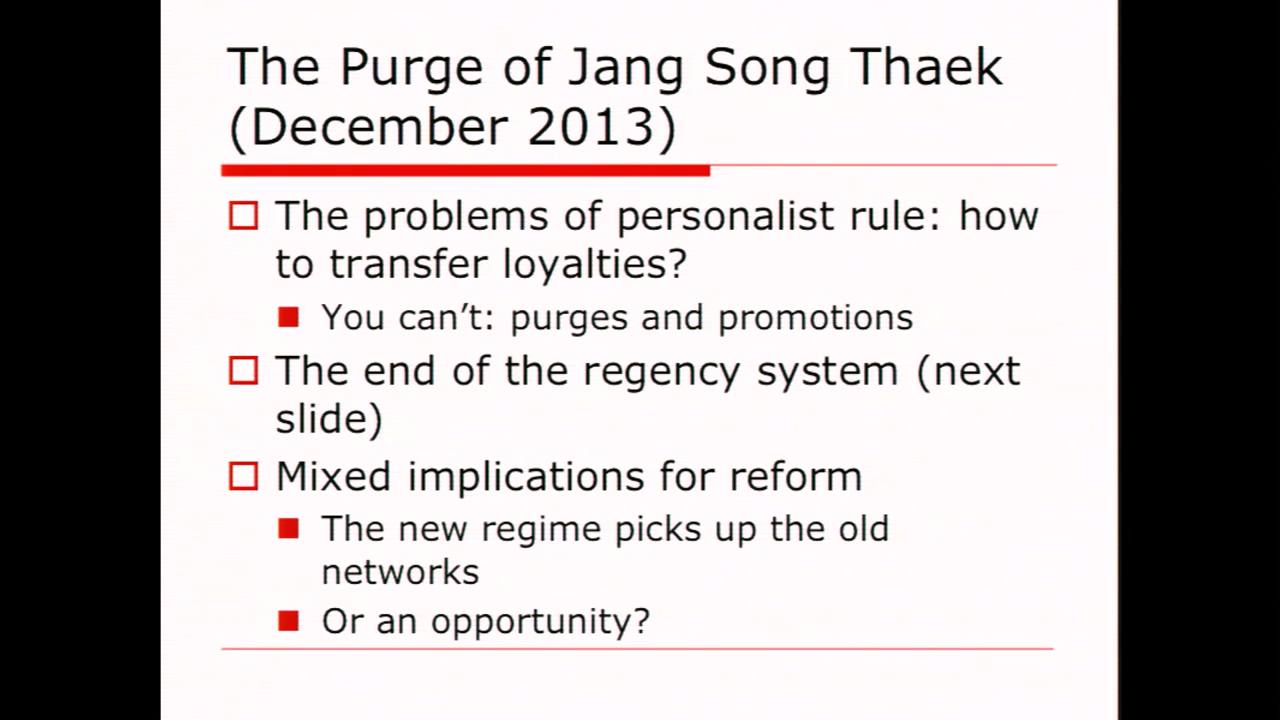 The Purge of Jang Song Thaek
(December 2013)
The problems of personalist rule: how
to transfer loyalties?
You can’t: purges and promotions
The end of the regency system (next
slide)
Mixed implications for reform
The new regime picks up the old
networks
Or an opportunity?